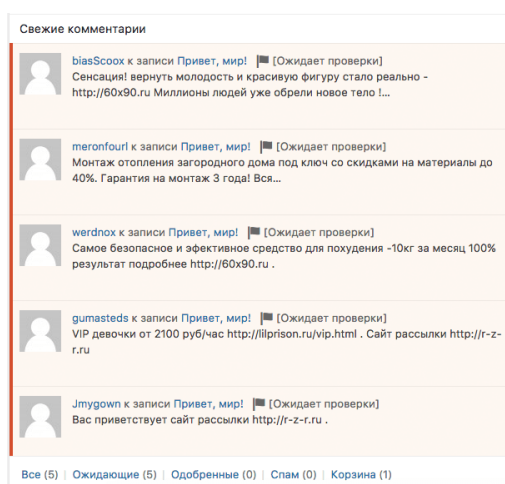 Свежие комментарии
biasScoox к записи Привет, мир! [Ожидает проверки]
Сенсация! вернуть молодость и красивую фигуру стало реально -
http://60x90.ru Миллионы людей уже обрели новое тело !...
meronfourl к записи Привет, мир! [Ожидает проверки]
Монтаж отопления загородного дома под ключ со скидками на материалы до
40%. Гарантия на монтаж 3 года! Вся...
werdnox к записи Привет, мир! [Ожидает проверки]
Самое безопасное и эфективное средство для похудения -10кг за месяц 100%
результат подробнее http://60x90.ru .
gumasteds к записи Привет, мир! [Ожидает проверки]
VIP девочки от 2100 руб/час http://lilprison.ru/vip.html . Сайт рассылки http://r-z-
r.ru
Jmygown к записи Привет, мир! [Ожидает проверки]
Вас приветствует сайт рассылки http://r-z-r.ru .
Все (5) | Ожидающие (5) | Одобренные (0) | Спам (0) | Корзина (1)